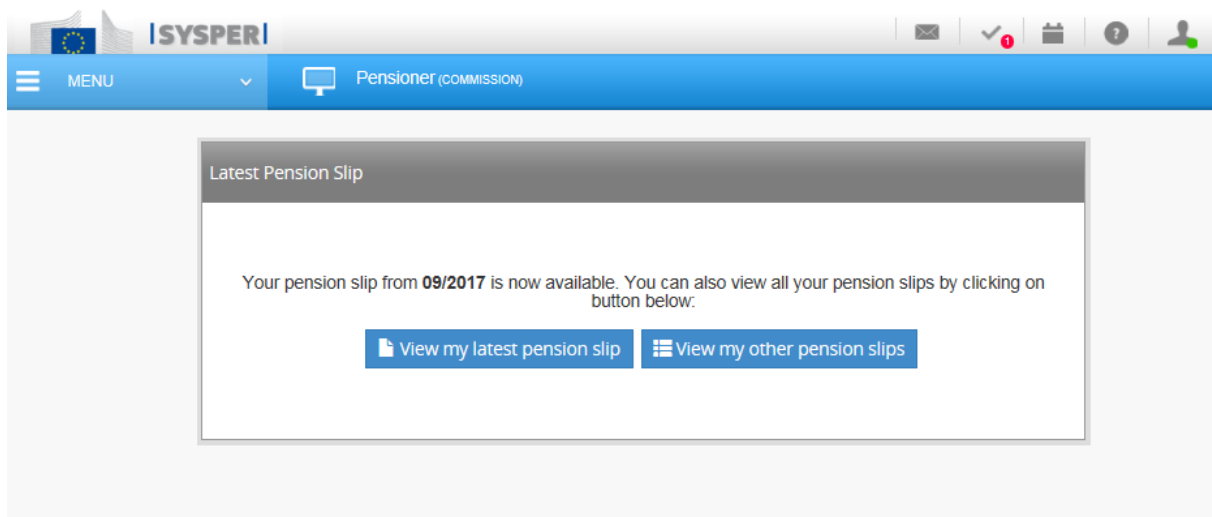 SYSPER
1
?
MENU
Pensioner (COMMISSION)
Latest Pension Slip
Your pension slip from 09/2017 is now available. You can also view all your pension slips by clicking on
button below:
View my latest pension slip
View my other pension slips